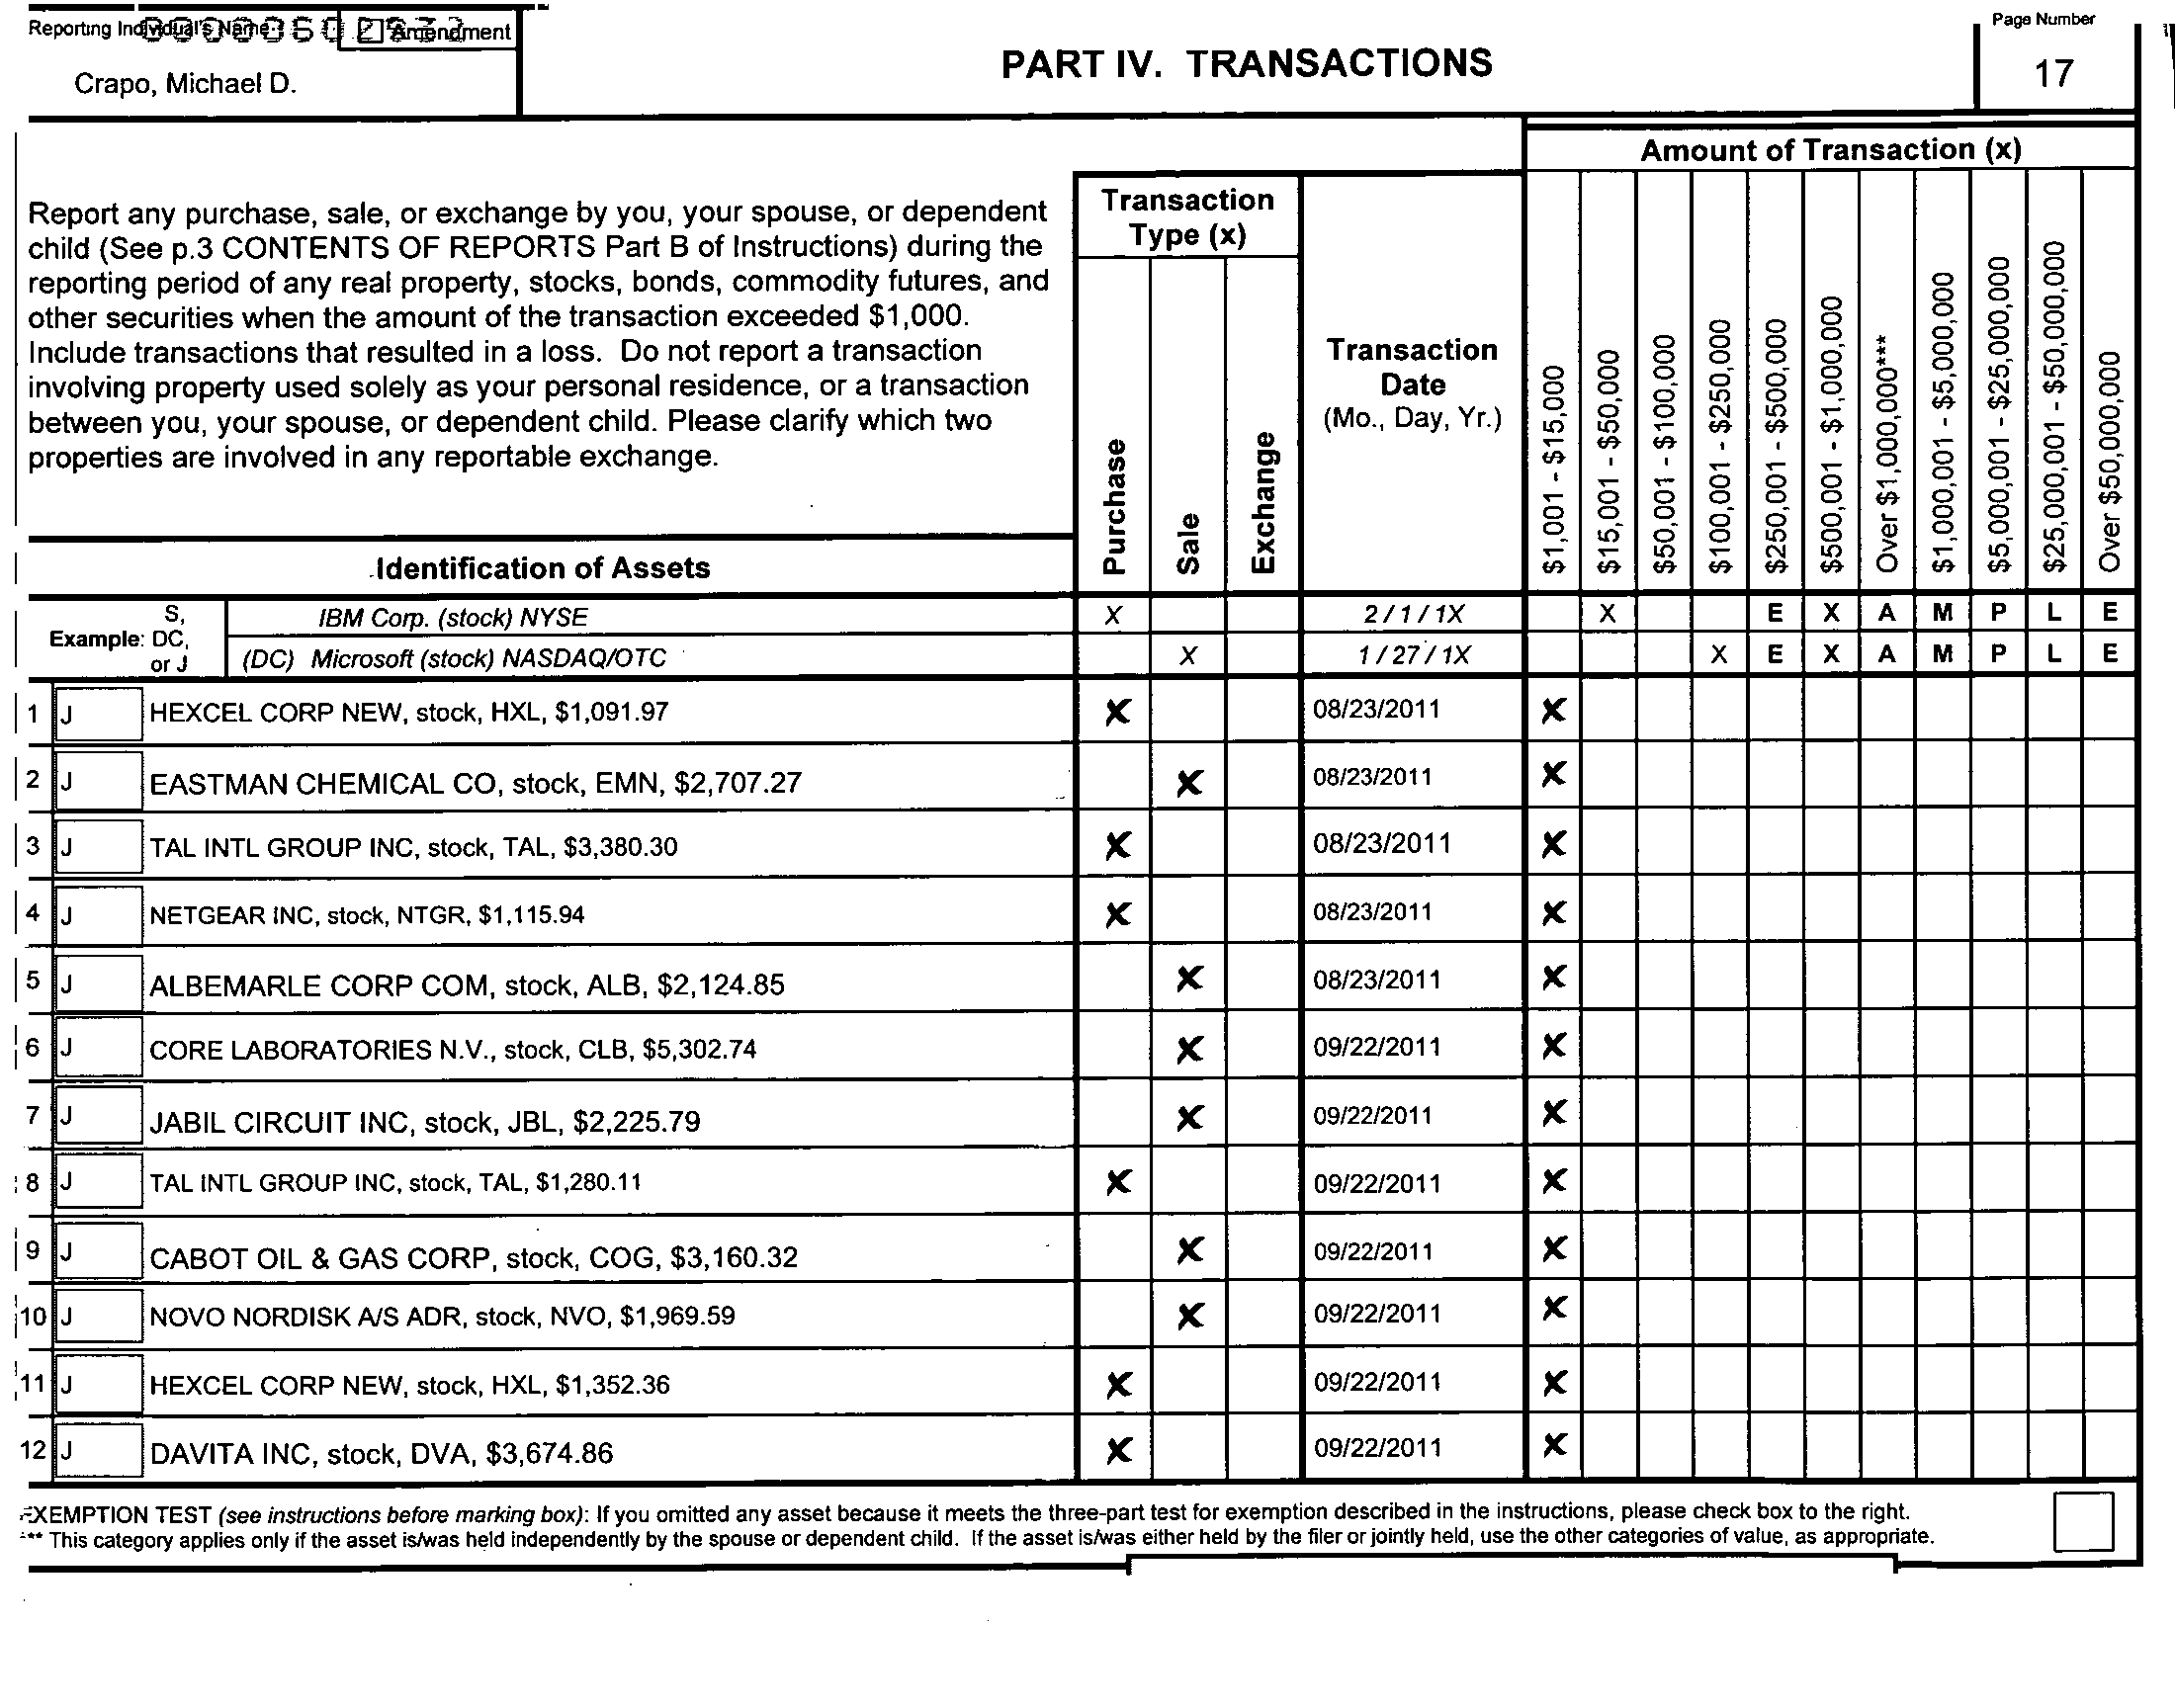 Reporting Individual's Name
Amendment
Crapo, Michael D.
PART IV. TRANSACTIONS
Page Number
17
Report any purchase, sale, or exchange by you, your spouse, or dependent
child (See p.3 CONTENTS OF REPORTS Part B of Instructions) during the
reporting period of any real property, stocks, bonds, commodity futures, and
other securities when the amount of the transaction exceeded $1,000.
Include transactions that resulted in a loss. Do not report a transaction
involving property used solely as your personal residence, or a transaction
between you, your spouse, or dependent child. Please clarify which two
properties are involved in any reportable exchange.
Identification of Assets
Transaction
Type (x)
Purchase
Sale
Exchange
Transaction
Date
(Mo., Day, Yr.)
Amount of Transaction (x)
$1,001 - $15,000
$15,001 - $50,000
$50,001 - $100,000
$100,001 - $250,000
$250,001 - $500,000
$500,001 - $1,000,000
Over $1,000,000***
$1,000,001 - $5,000,000
$5,000,001 - $25,000,000
$25,000,001 - $50,000,000
Over $50,000,000
Example: S, DC, or J
IBM Corp. (stock) NYSE X 2 / 1 / 1X X E X A M P L E
(DC) Microsoft (stock) NASDAQ/OTC X 1 / 27 / 1X X E X A M P L E
1 J HEXCEL CORP NEW, stock, HXL, $1,091.97 X 08/23/2011 X
2 J EASTMAN CHEMICAL CO, stock, EMN, $2,707.27 X 08/23/2011 X
3 J TAL INTL GROUP INC, stock, TAL, $3,380.30 X 08/23/2011 X
4 J NETGEAR INC, stock, NTGR, $1,115.94 X 08/23/2011 X
5 J ALBEMARLE CORP COM, stock, ALB, $2,124.85 X 08/23/2011 X
6 J CORE LABORATORIES N.V., stock, CLB, $5,302.74 X 09/22/2011 X
7 J JABIL CIRCUIT INC, stock, JBL, $2,225.79 X 09/22/2011 X
8 J TAL INTL GROUP INC, stock, TAL, $1,280.11 X 09/22/2011 X
9 J CABOT OIL & GAS CORP, stock, COG, $3,160.32 X 09/22/2011 X
10 J NOVO NORDISK A/S ADR, stock, NVO, $1,969.59 X 09/22/2011 X
11 J HEXCEL CORP NEW, stock, HXL, $1,352.36 X 09/22/2011 X
12 J DAVITA INC, stock, DVA, $3,674.86 X 09/22/2011 X
EXEMPTION TEST (see instructions before marking box): If you omitted any asset because it meets the three-part test for exemption described in the instructions, please check box to the right.
*** This category applies only if the asset is/was held independently by the spouse or dependent child. If the asset is/was either held by the filer or jointly held, use the other categories of value, as appropriate.